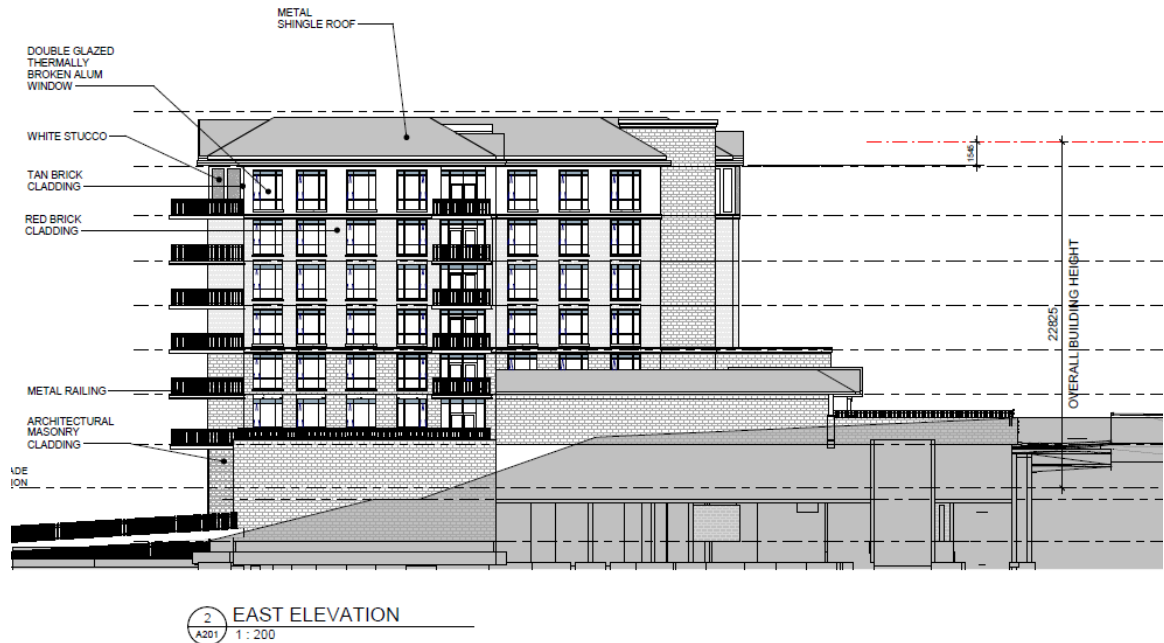 METAL
SHINGLE ROOF
DOUBLE GLAZED
THERMALLY
BROKEN ALUM
WINDOW
WHITE STUCCO
TAN BRICK
CLADDING
RED BRICK
CLADDING
METAL RAILING
ARCHITECTURAL
MASONRY
CLADDING
ADE
ION
1545
22825
OVERALL BUILDING HEIGHT
2
A201
EAST ELEVATION
1 : 200